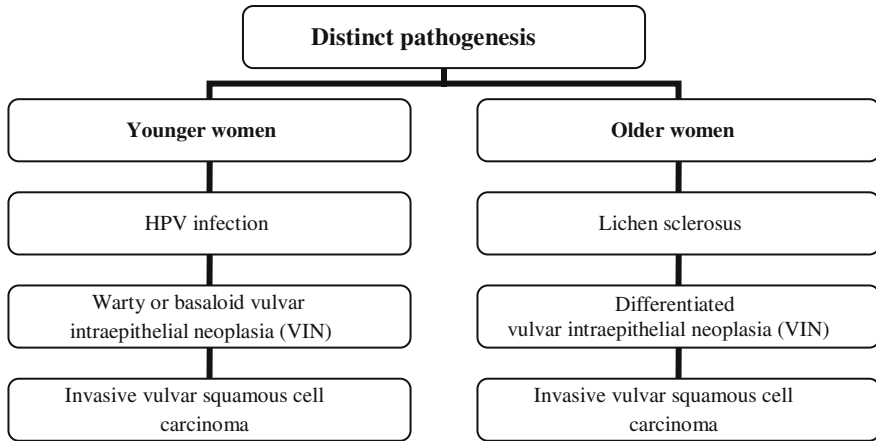 Distinct pathogenesis
Younger women
HPV infection
Warty or basaloid vulvar
intraepithelial neoplasia (VIN)
Invasive vulvar squamous cell
carcinoma
Older women
Lichen sclerosus
Differentiated
vulvar intraepithelial neoplasia (VIN)
Invasive vulvar squamous cell
carcinoma